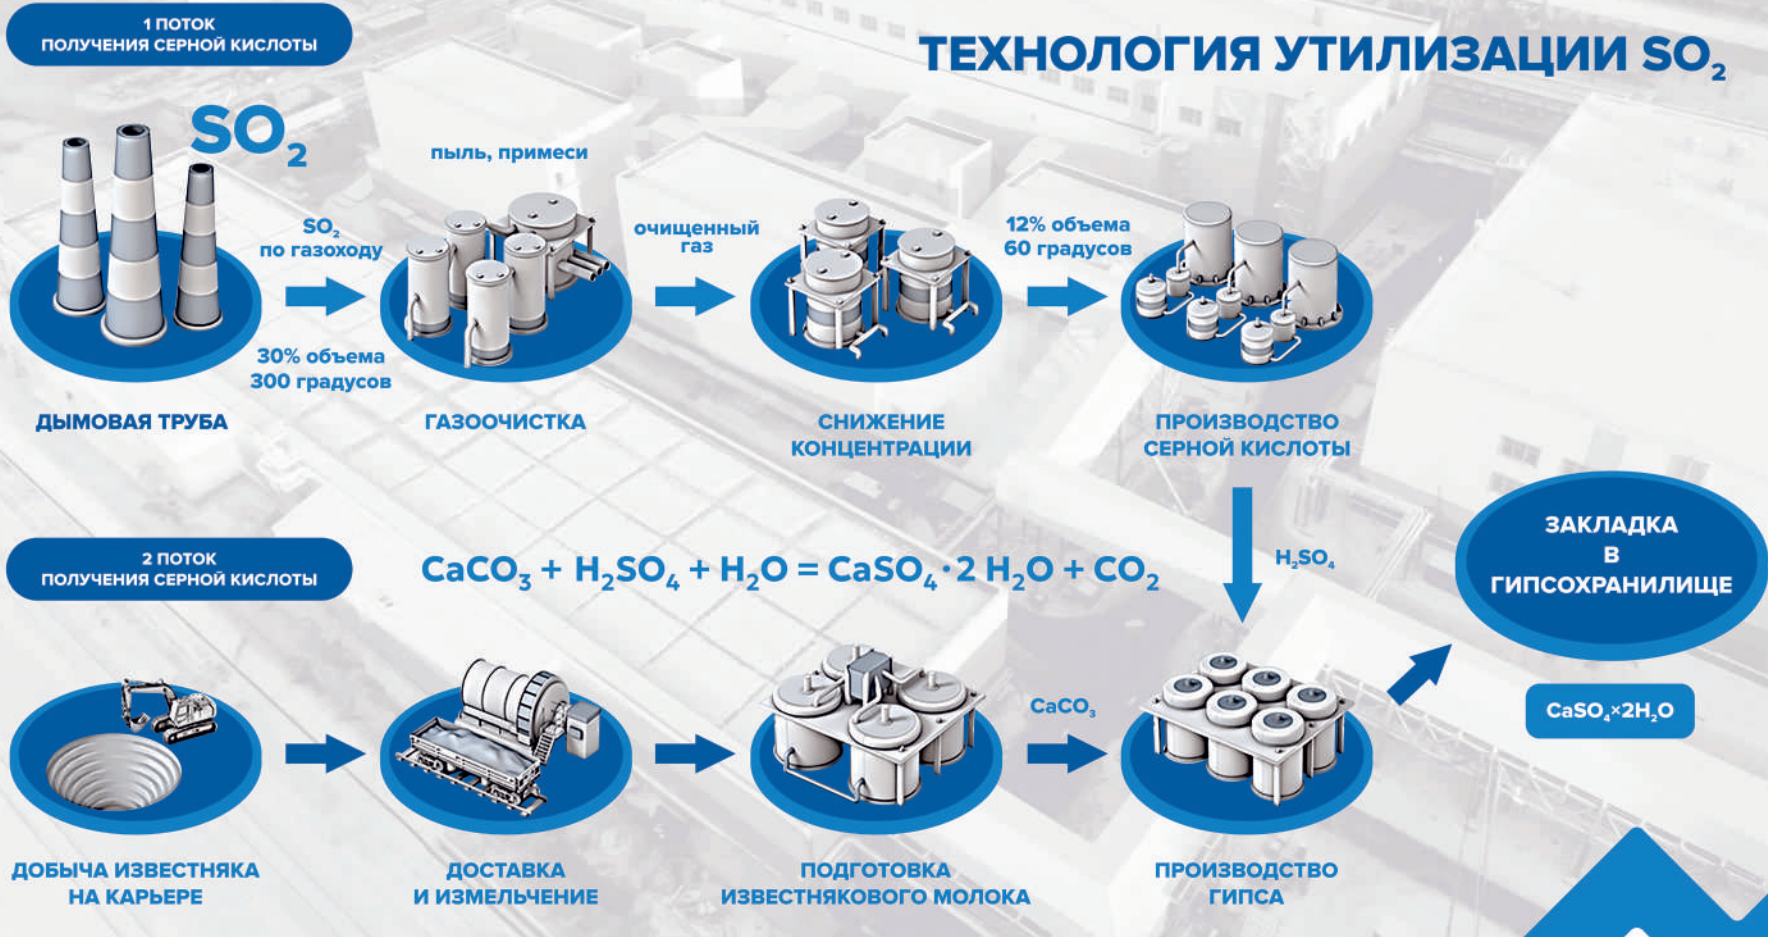 1 ПОТОК
ПОЛУЧЕНИЯ СЕРНОЙ КИСЛОТЫ
ТЕХНОЛОГИЯ УТИЛИЗАЦИИ SO₂
SO₂
пыль, примеси
SO₂
по газоходу
очищенный
газ
12% объема
60 градусов
30% объема
300 градусов
ДЫМОВАЯ ТРУБА
ГАЗООЧИСТКА
СНИЖЕНИЕ
КОНЦЕНТРАЦИИ
ПРОИЗВОДСТВО
СЕРНОЙ КИСЛОТЫ
2 ПОТОК
ПОЛУЧЕНИЯ СЕРНОЙ КИСЛОТЫ
CaCO₃ + H₂SO₄ + H₂O = CaSO₄ · 2 H₂O + CO₂
H₂SO₄
ЗАКЛАДКА
В
ГИПСОХРАНИЛИЩЕ
CaCO₃
CaSO₄×2H₂O
ДОБЫЧА ИЗВЕСТНЯКА
НА КАРЬЕРЕ
ДОСТАВКА
И ИЗМЕЛЬЧЕНИЕ
ПОДГОТОВКА
ИЗВЕСТНЯКОВОГО МОЛОКА
ПРОИЗВОДСТВО
ГИПСА